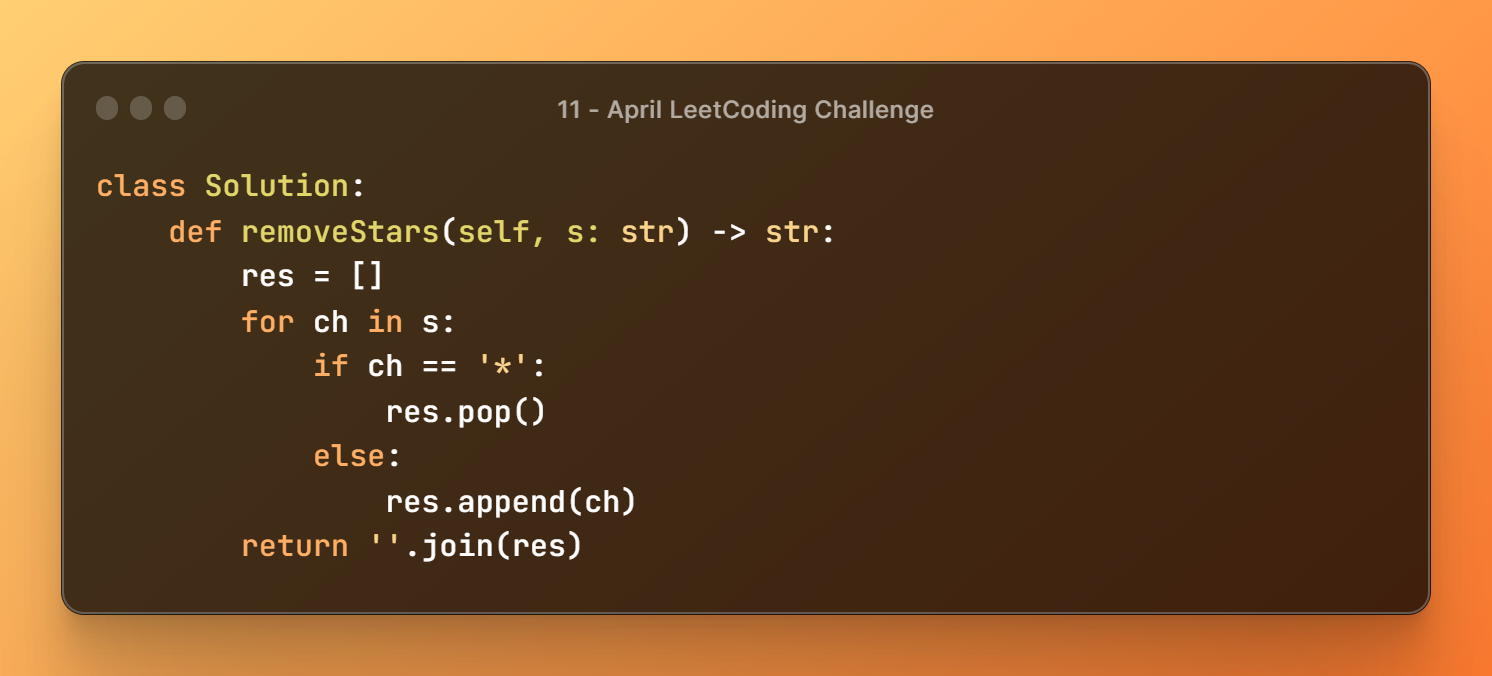 11 - April LeetCoding Challenge
class Solution:
    def removeStars(self, s: str) -> str:
        res = []
        for ch in s:
            if ch == '*':
                res.pop()
            else:
                res.append(ch)
        return ''.join(res)